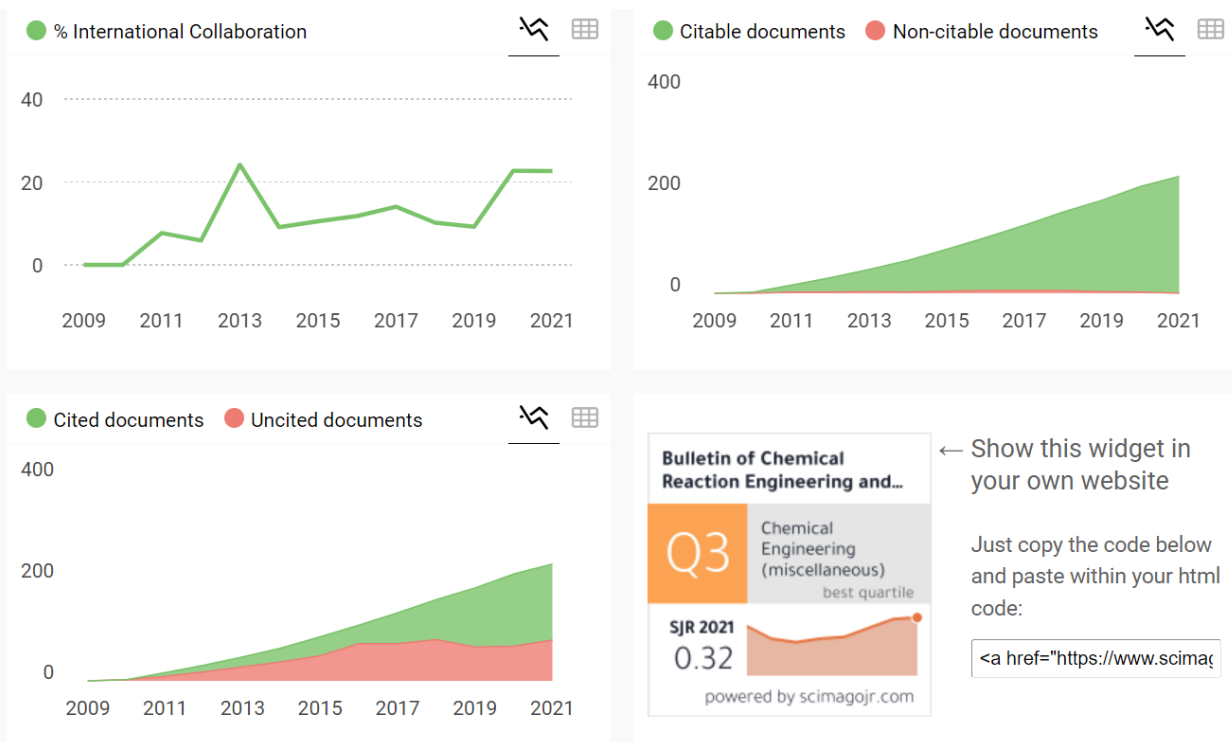 % International Collaboration
40
20
0
2009 2011 2013 2015 2017 2019 2021
Citable documents Non-citable documents
400
200
0
2009 2011 2013 2015 2017 2019 2021
Cited documents Uncited documents
400
200
0
2009 2011 2013 2015 2017 2019 2021
Bulletin of Chemical
Reaction Engineering and...
Q3
Chemical
Engineering
(miscellaneous)
best quartile
SJR 2021
0.32
powered by scimagojr.com
← Show this widget in
your own website
Just copy the code below
and paste within your html
code:
<a href="https://www.scimag